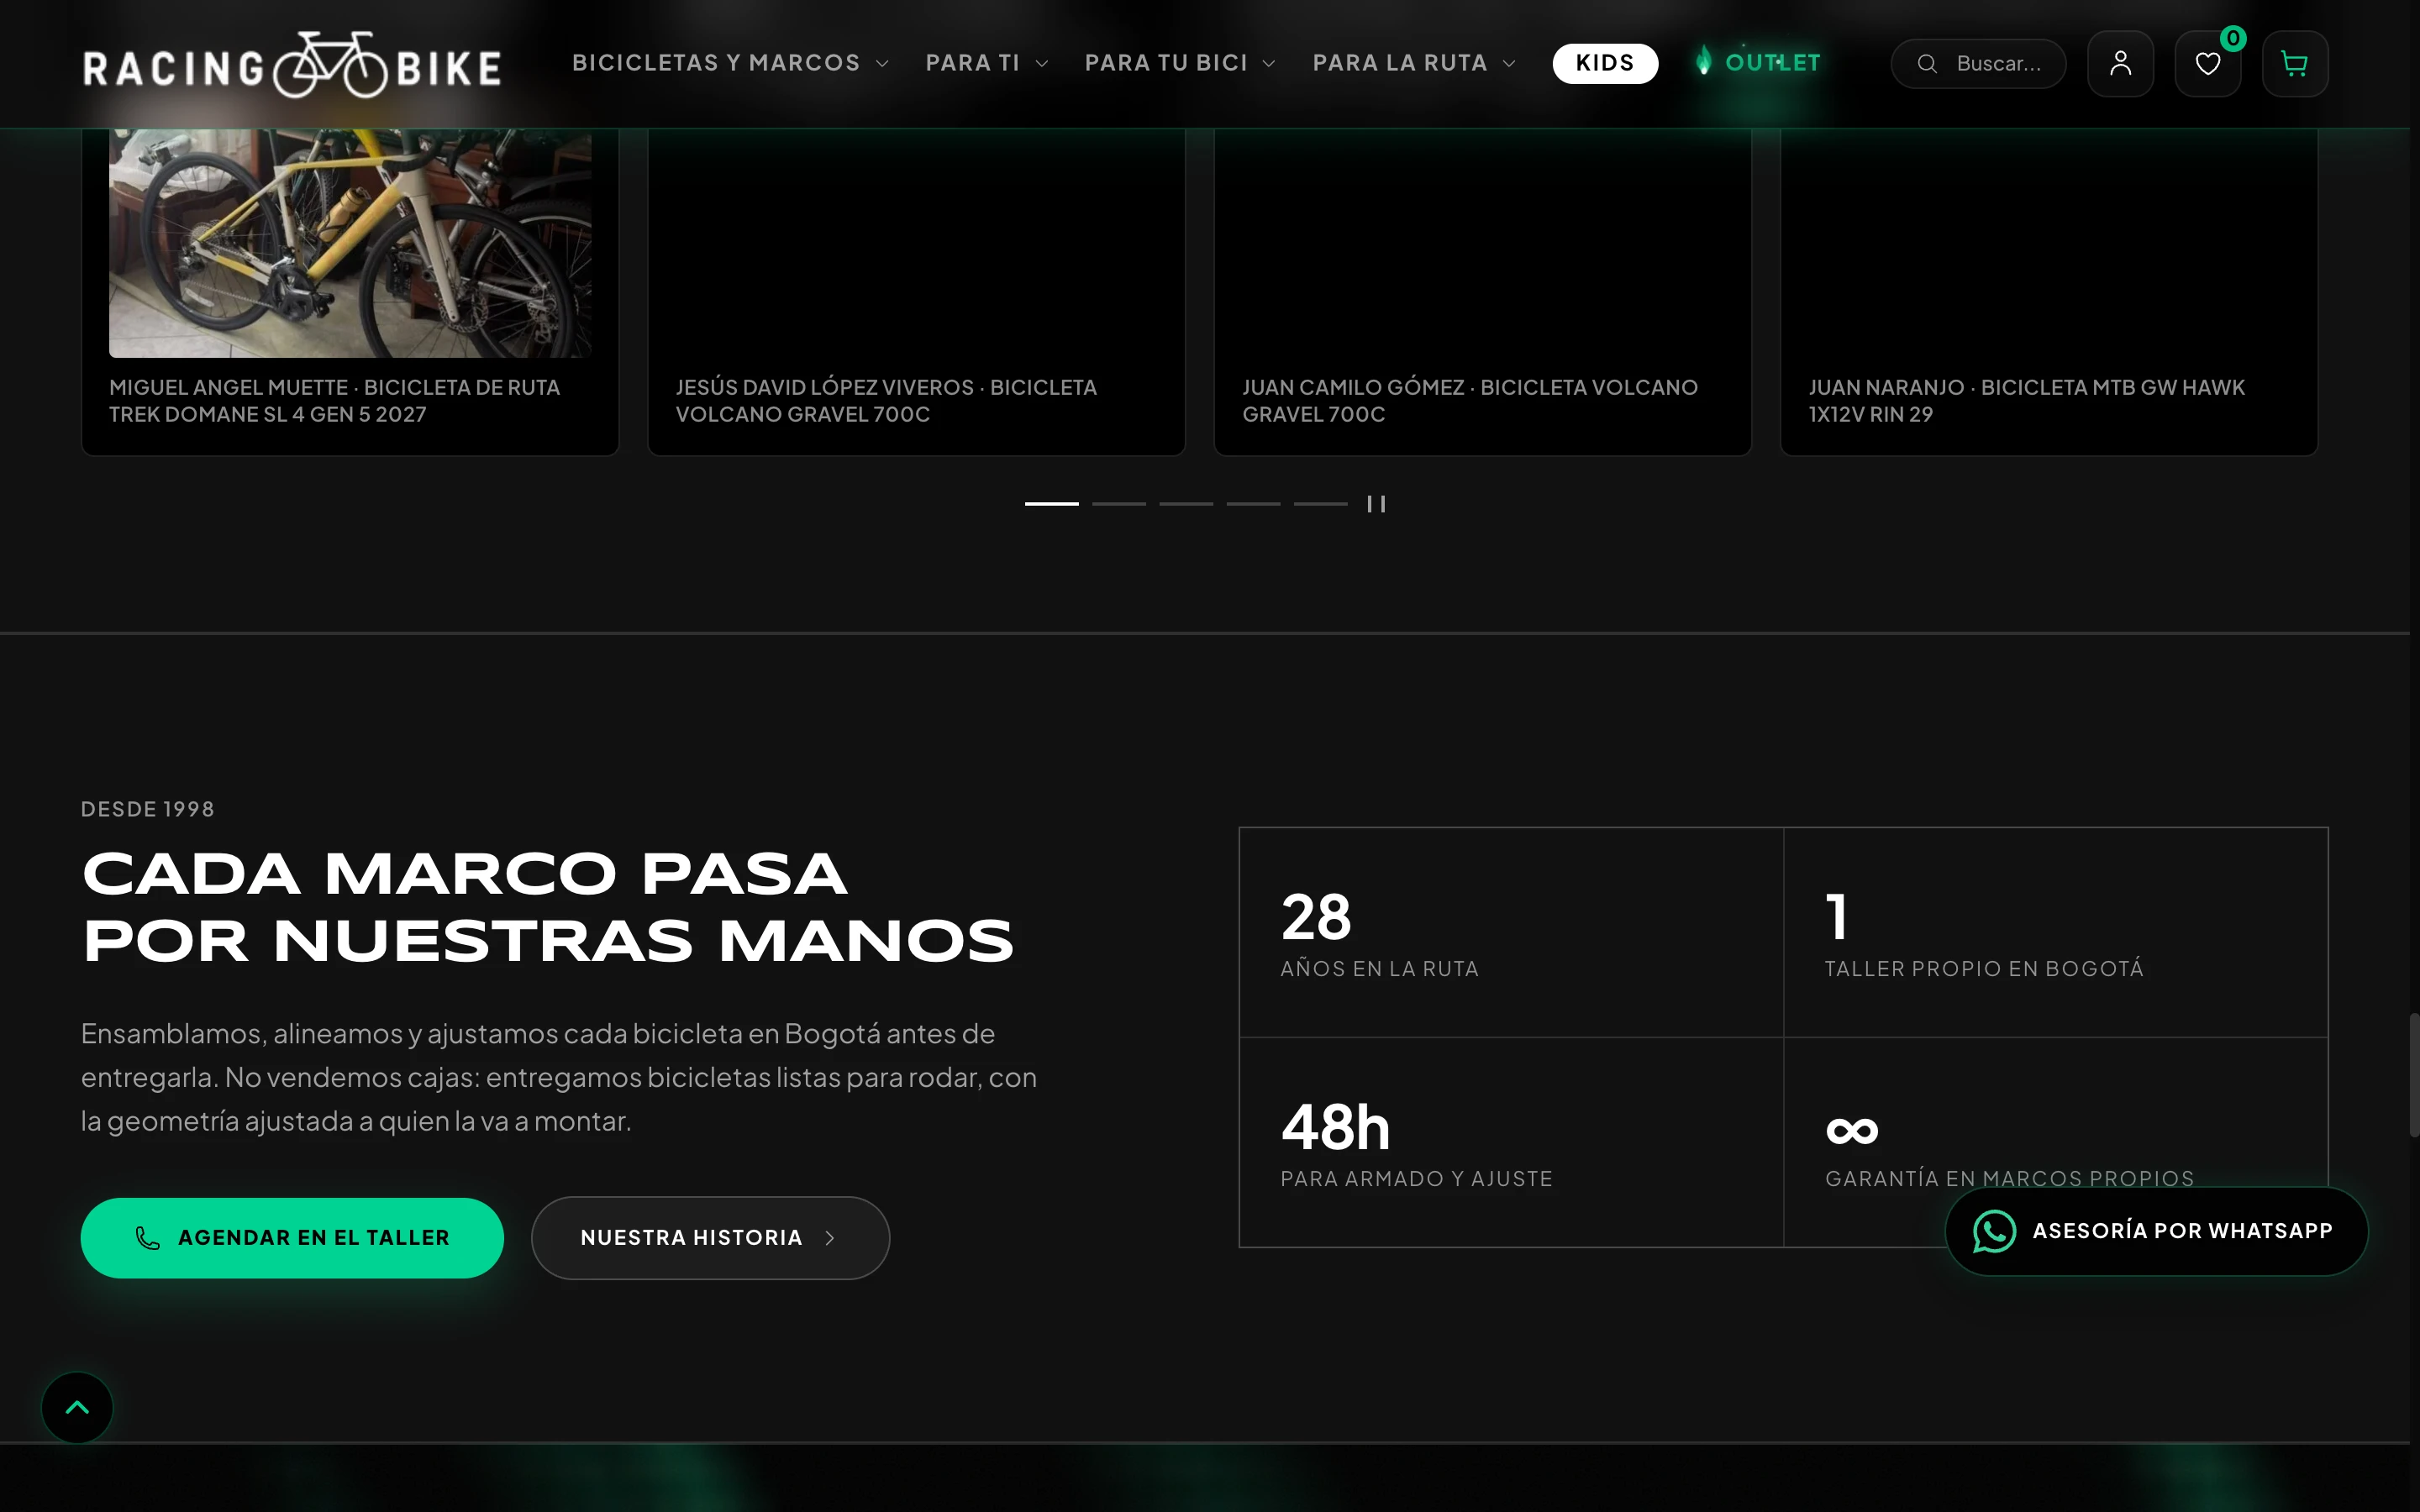 RACING BIKE
BICICLETAS Y MARCOS
PARA TI
PARA TU BICI
PARA LA RUTA
KIDS
OUTLET
Buscar...
0
MIGUEL ANGEL MUETTE · BICICLETA DE RUTA
TREK DOMANE SL 4 GEN 5 2027
JESÚS DAVID LÓPEZ VIVEROS · BICICLETA
VOLCANO GRAVEL 700C
JUAN CAMILO GÓMEZ · BICICLETA VOLCANO
GRAVEL 700C
JUAN NARANJO · BICICLETA MTB GW HAWK
1X12V RIN 29
DESDE 1998
CADA MARCO PASA
POR NUESTRAS MANOS
Ensamblamos, alineamos y ajustamos cada bicicleta en Bogotá antes de
entregarla. No vendemos cajas: entregamos bicicletas listas para rodar, con
la geometría ajustada a quien la va a montar.
AGENDAR EN EL TALLER
NUESTRA HISTORIA
28
AÑOS EN LA RUTA
1
TALLER PROPIO EN BOGOTÁ
48h
PARA ARMADO Y AJUSTE
∞
GARANTÍA EN MARCOS PROPIOS
ASESORÍA POR WHATSAPP